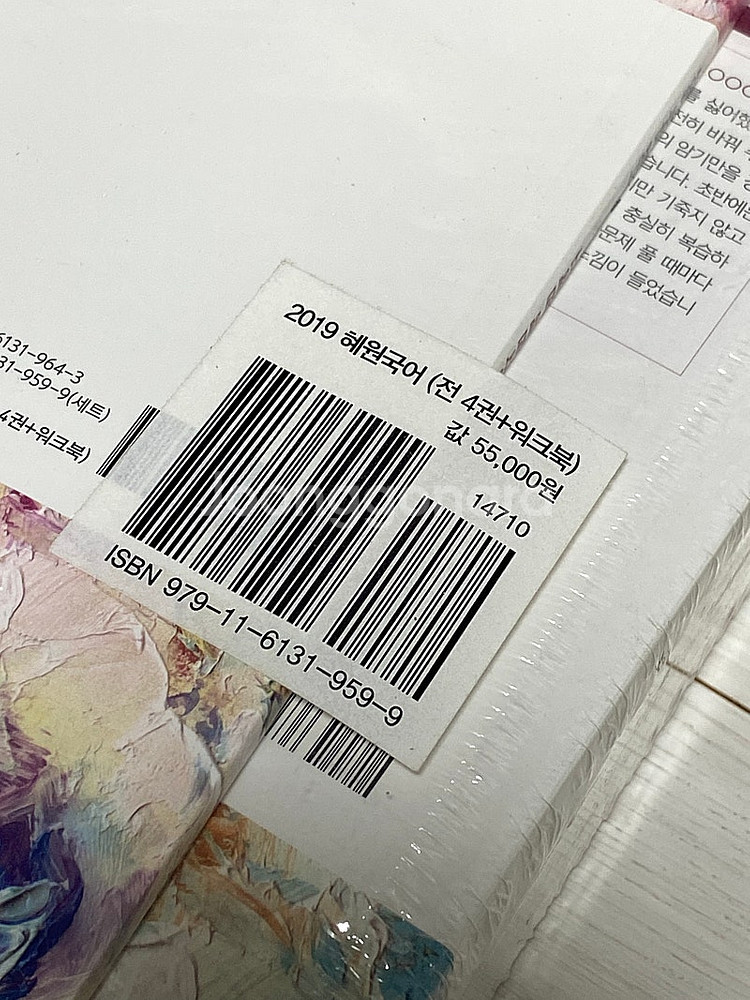 2019 혜원국어 (전 4권+워크북)
값 55,000원
14710
ISBN 979-11-6131-959-9
6131-964-3
31-959-9(세트)
4권+워크북)
OOO
를 싫어했
전히 바꿔
암기만을
습니다. 초반에는
만 기죽지 않고
충실히 복습하
문제 풀 때마다
느낌이 들었습니
Joonggonara